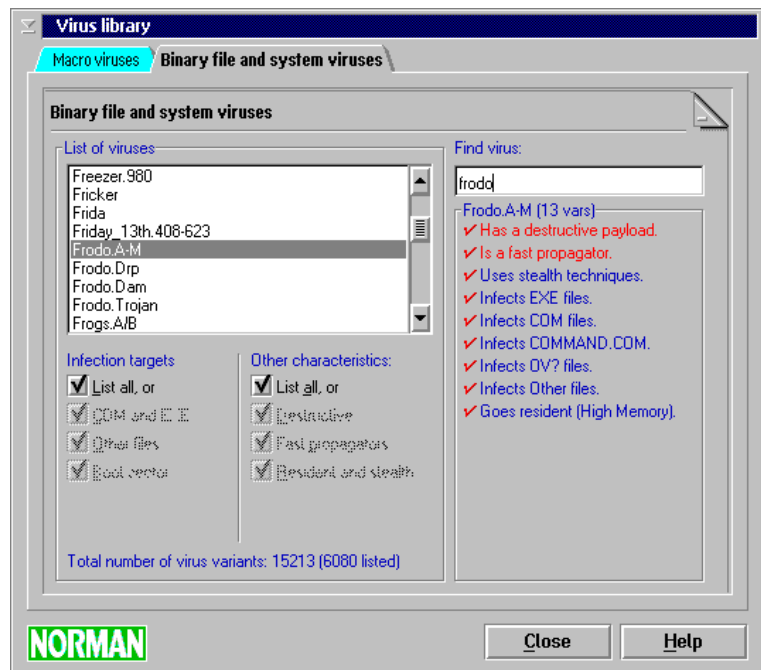 Virus library
Macro viruses
Binary file and system viruses
Binary file and system viruses
List of viruses
Freezer.980
Fricker
Frida
Friday_13th.408-623
Frodo.A-M
Frodo.Drp
Frodo.Dam
Frodo.Trojan
Frogs.A/B
Infection targets
List all, or
COM and EXE
Other files
Boot sector
Other characteristics:
List all, or
Destructive
Fast propagators
Resident and stealth
Total number of virus variants: 15213 (6080 listed)
Find virus:
frodo
Frodo.A-M (13 vars)
Has a destructive payload.
Is a fast propagator.
Uses stealth techniques.
Infects EXE files.
Infects COM files.
Infects COMMAND.COM.
Infects OV? files.
Infects Other files.
Goes resident (High Memory).
NORMAN
Close
Help